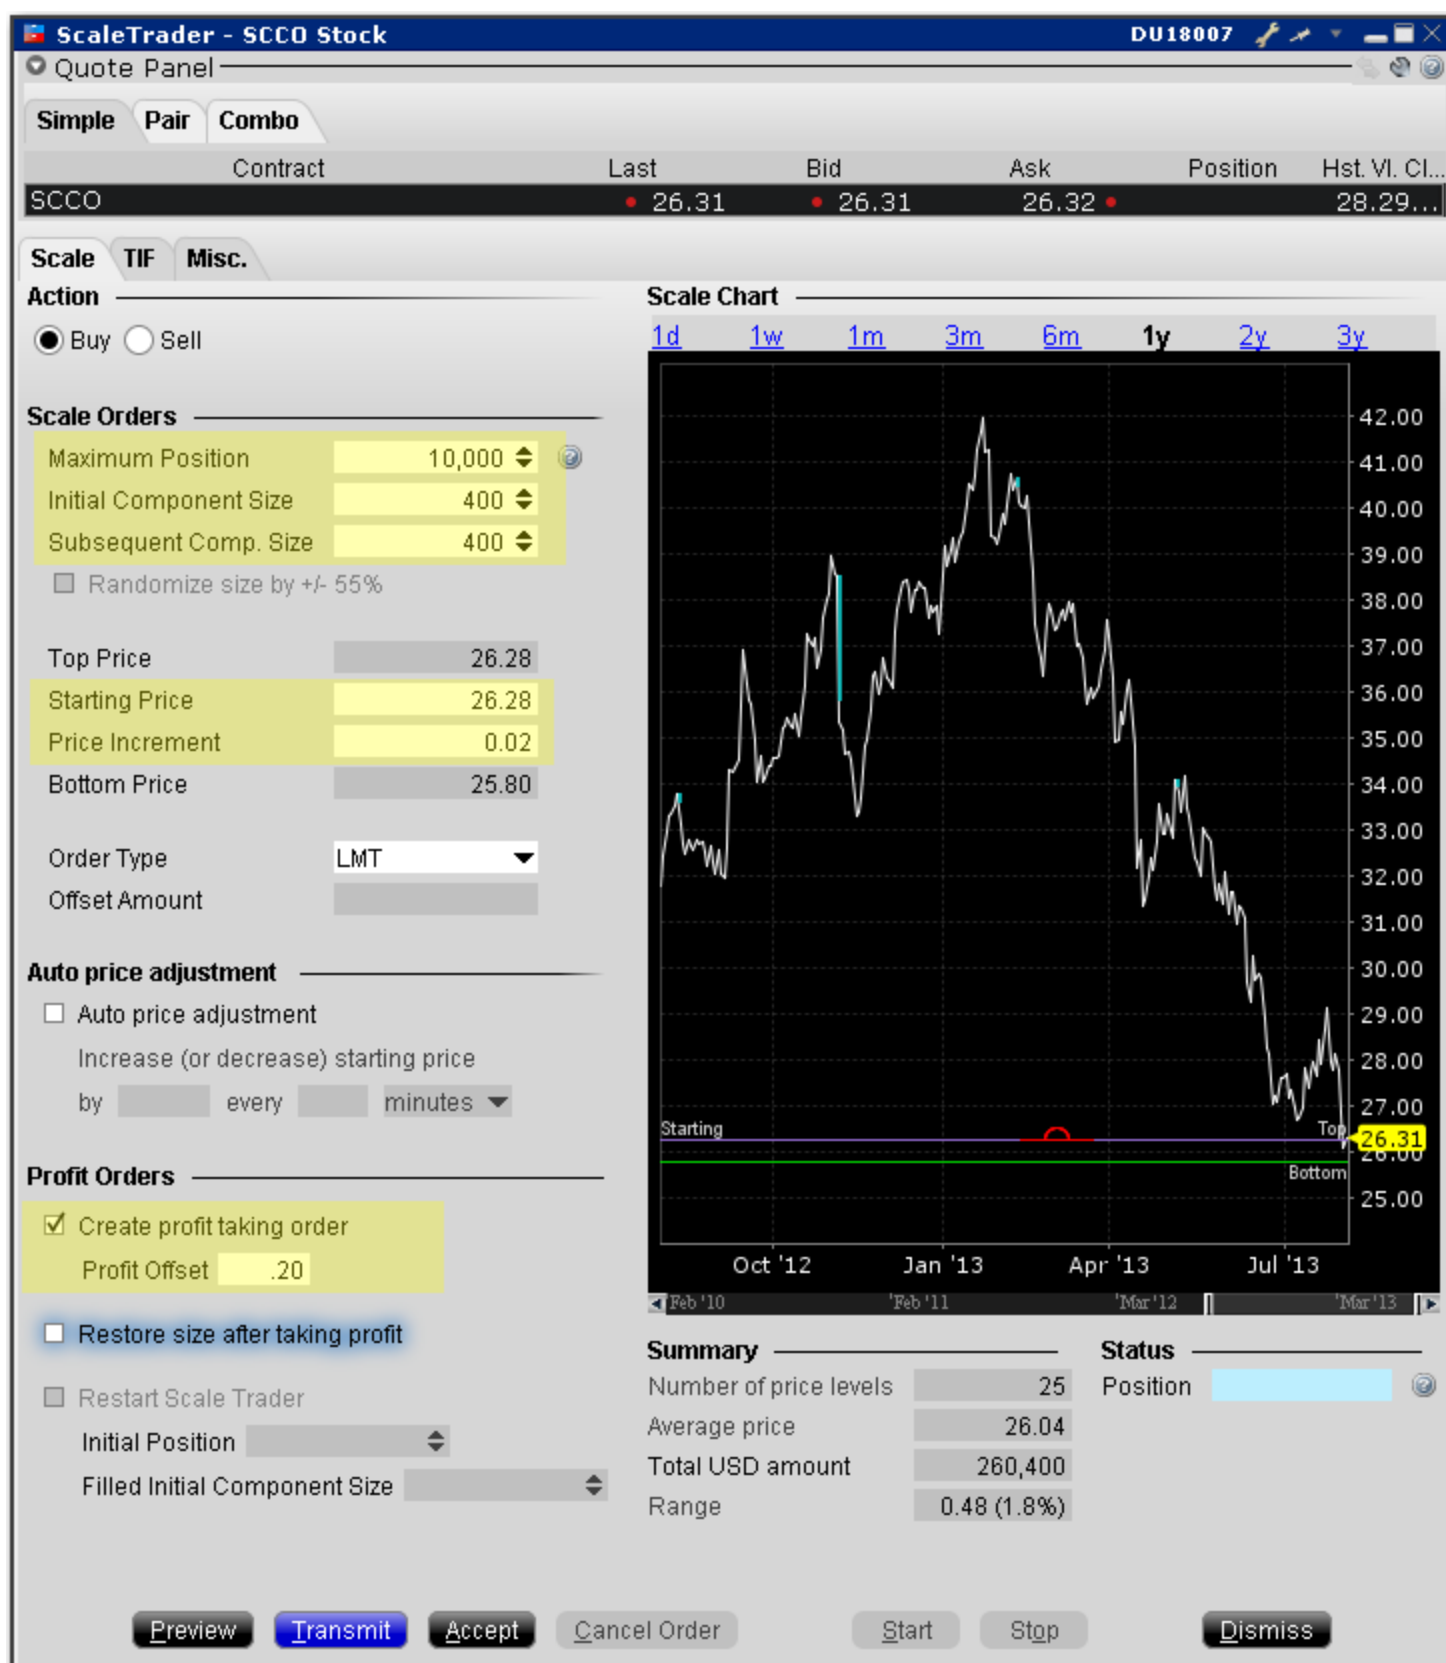 ScaleTrader - SCCO Stock DU18007
Quote Panel
Simple Pair Combo
Contract Last Bid Ask Position Hst. Vl. Cl...
SCCO 26.31 26.31 26.32 28.29...
Scale TIF Misc.
Action
Buy Sell
Scale Orders
Maximum Position 10,000
Initial Component Size 400
Subsequent Comp. Size 400
Randomize size by +/- 55%
Top Price 26.28
Starting Price 26.28
Price Increment 0.02
Bottom Price 25.80
Order Type LMT
Offset Amount
Auto price adjustment
Auto price adjustment
Increase (or decrease) starting price
by every minutes
Profit Orders
Create profit taking order
Profit Offset .20
Restore size after taking profit
Restart Scale Trader
Initial Position
Filled Initial Component Size
Scale Chart
1d 1w 1m 3m 6m 1y 2y 3y
42.00
41.00
40.00
39.00
38.00
37.00
36.00
35.00
34.00
33.00
32.00
31.00
30.00
29.00
28.00
27.00
Starting Top 26.31
26.00
Bottom
25.00
Oct '12 Jan '13 Apr '13 Jul '13
'Feb '10 'Feb '11 'Mar '12 'Mar '13
Summary
Number of price levels 25
Average price 26.04
Total USD amount 260,400
Range 0.48 (1.8%)
Status
Position
Preview Transmit Accept Cancel Order Start Stop Dismiss